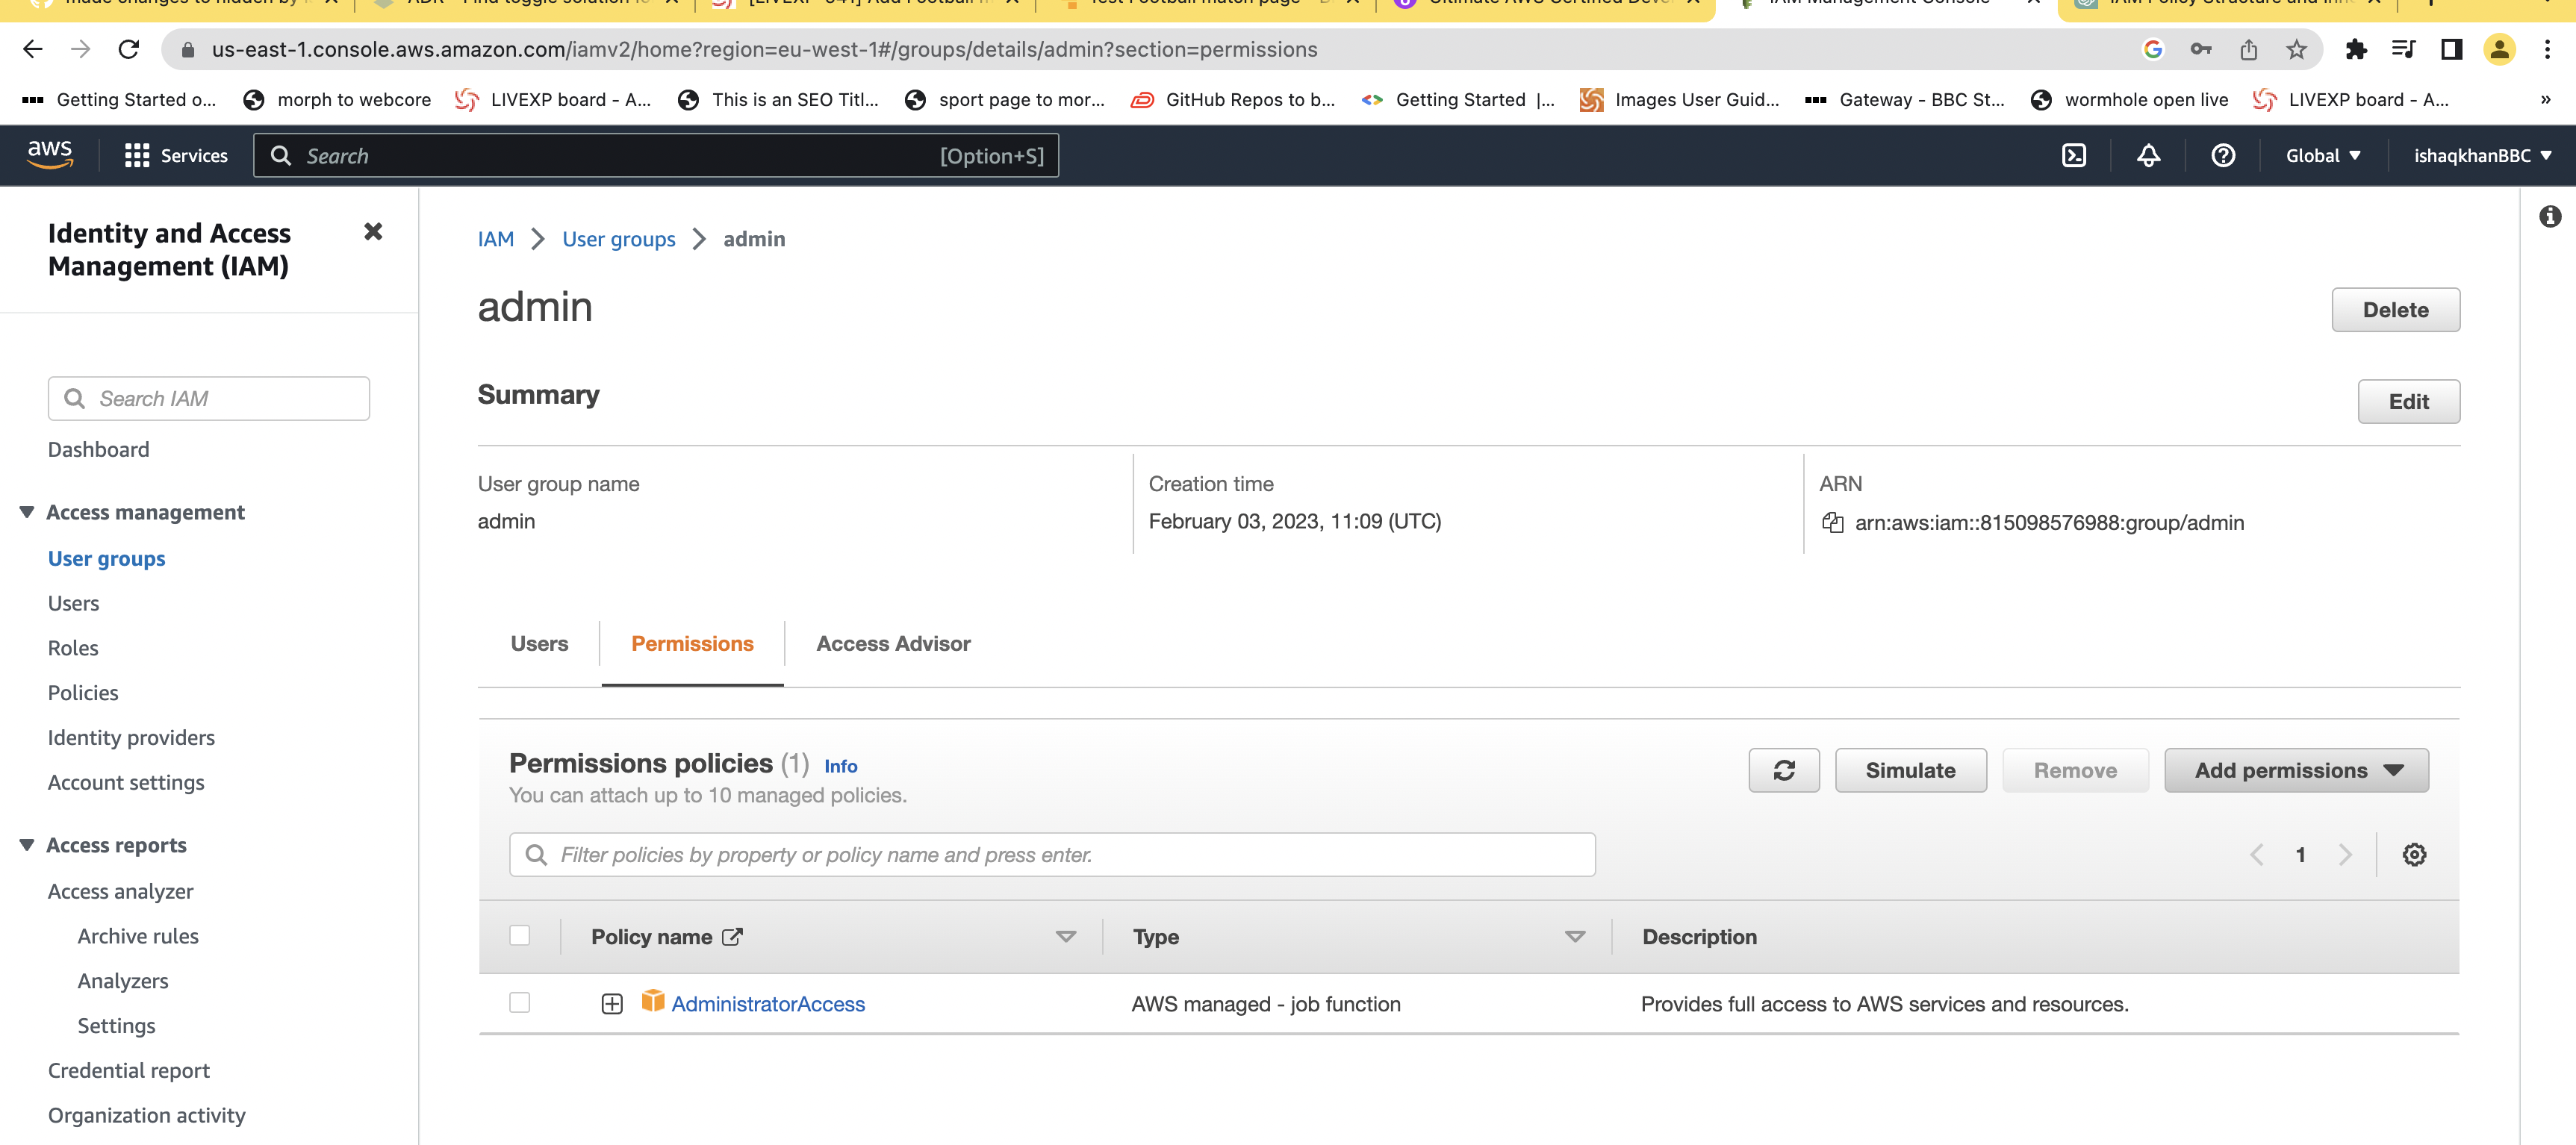 us-east-1.console.aws.amazon.com/iamv2/home?region=eu-west-1#/groups/details/admin?section=permissions
Getting Started o...
morph to webcore
LIVEXP board - A...
This is an SEO Titl...
sport page to mor...
GitHub Repos to b...
Getting Started |...
Images User Guid...
Gateway - BBC St...
wormhole open live
LIVEXP board - A...
»
aws
Services
Search
[Option+S]
Global
ishaqkhanBBC
Identity and Access
Management (IAM)
Search IAM
Dashboard
Access management
User groups
Users
Roles
Policies
Identity providers
Account settings
Access reports
Access analyzer
Archive rules
Analyzers
Settings
Credential report
Organization activity
IAM > User groups > admin
admin
Delete
Summary
Edit
User group name
admin
Creation time
February 03, 2023, 11:09 (UTC)
ARN
arn:aws:iam::815098576988:group/admin
Users
Permissions
Access Advisor
Permissions policies (1) Info
You can attach up to 10 managed policies.
Simulate
Remove
Add permissions
Filter policies by property or policy name and press enter.
1
Policy name
Type
Description
AdministratorAccess
AWS managed - job function
Provides full access to AWS services and resources.